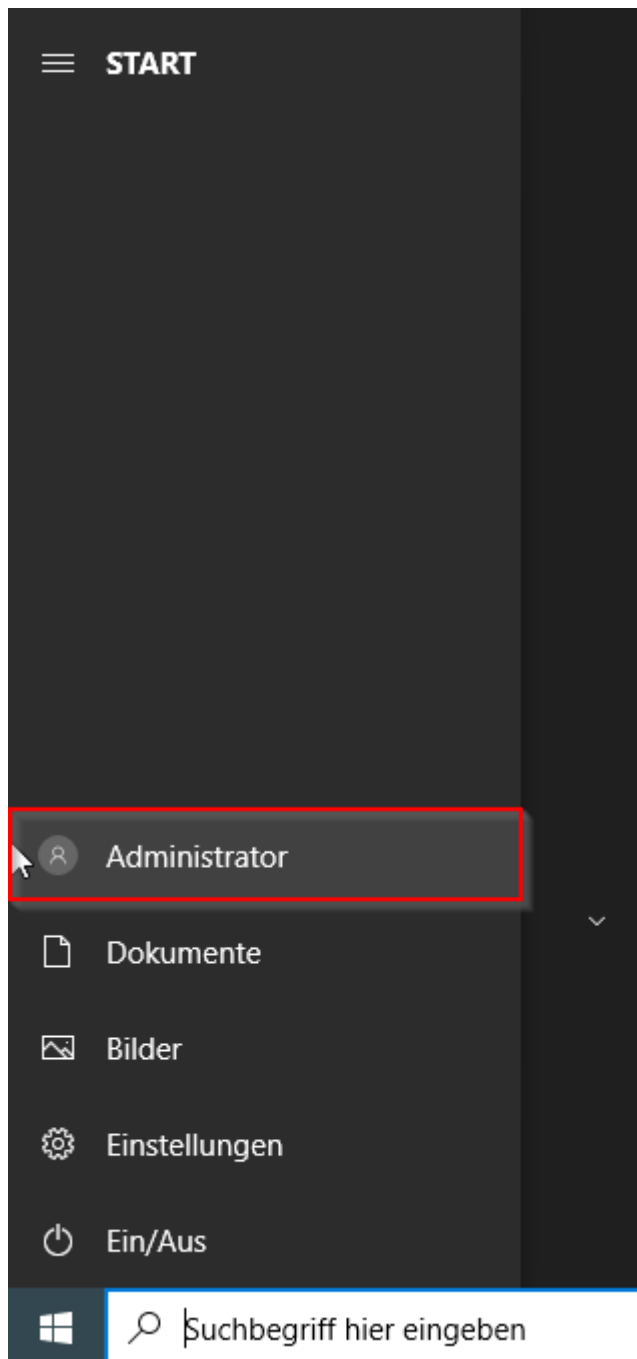 START
Administrator
Dokumente
Bilder
Einstellungen
Ein/Aus
Suchbegriff hier eingeben